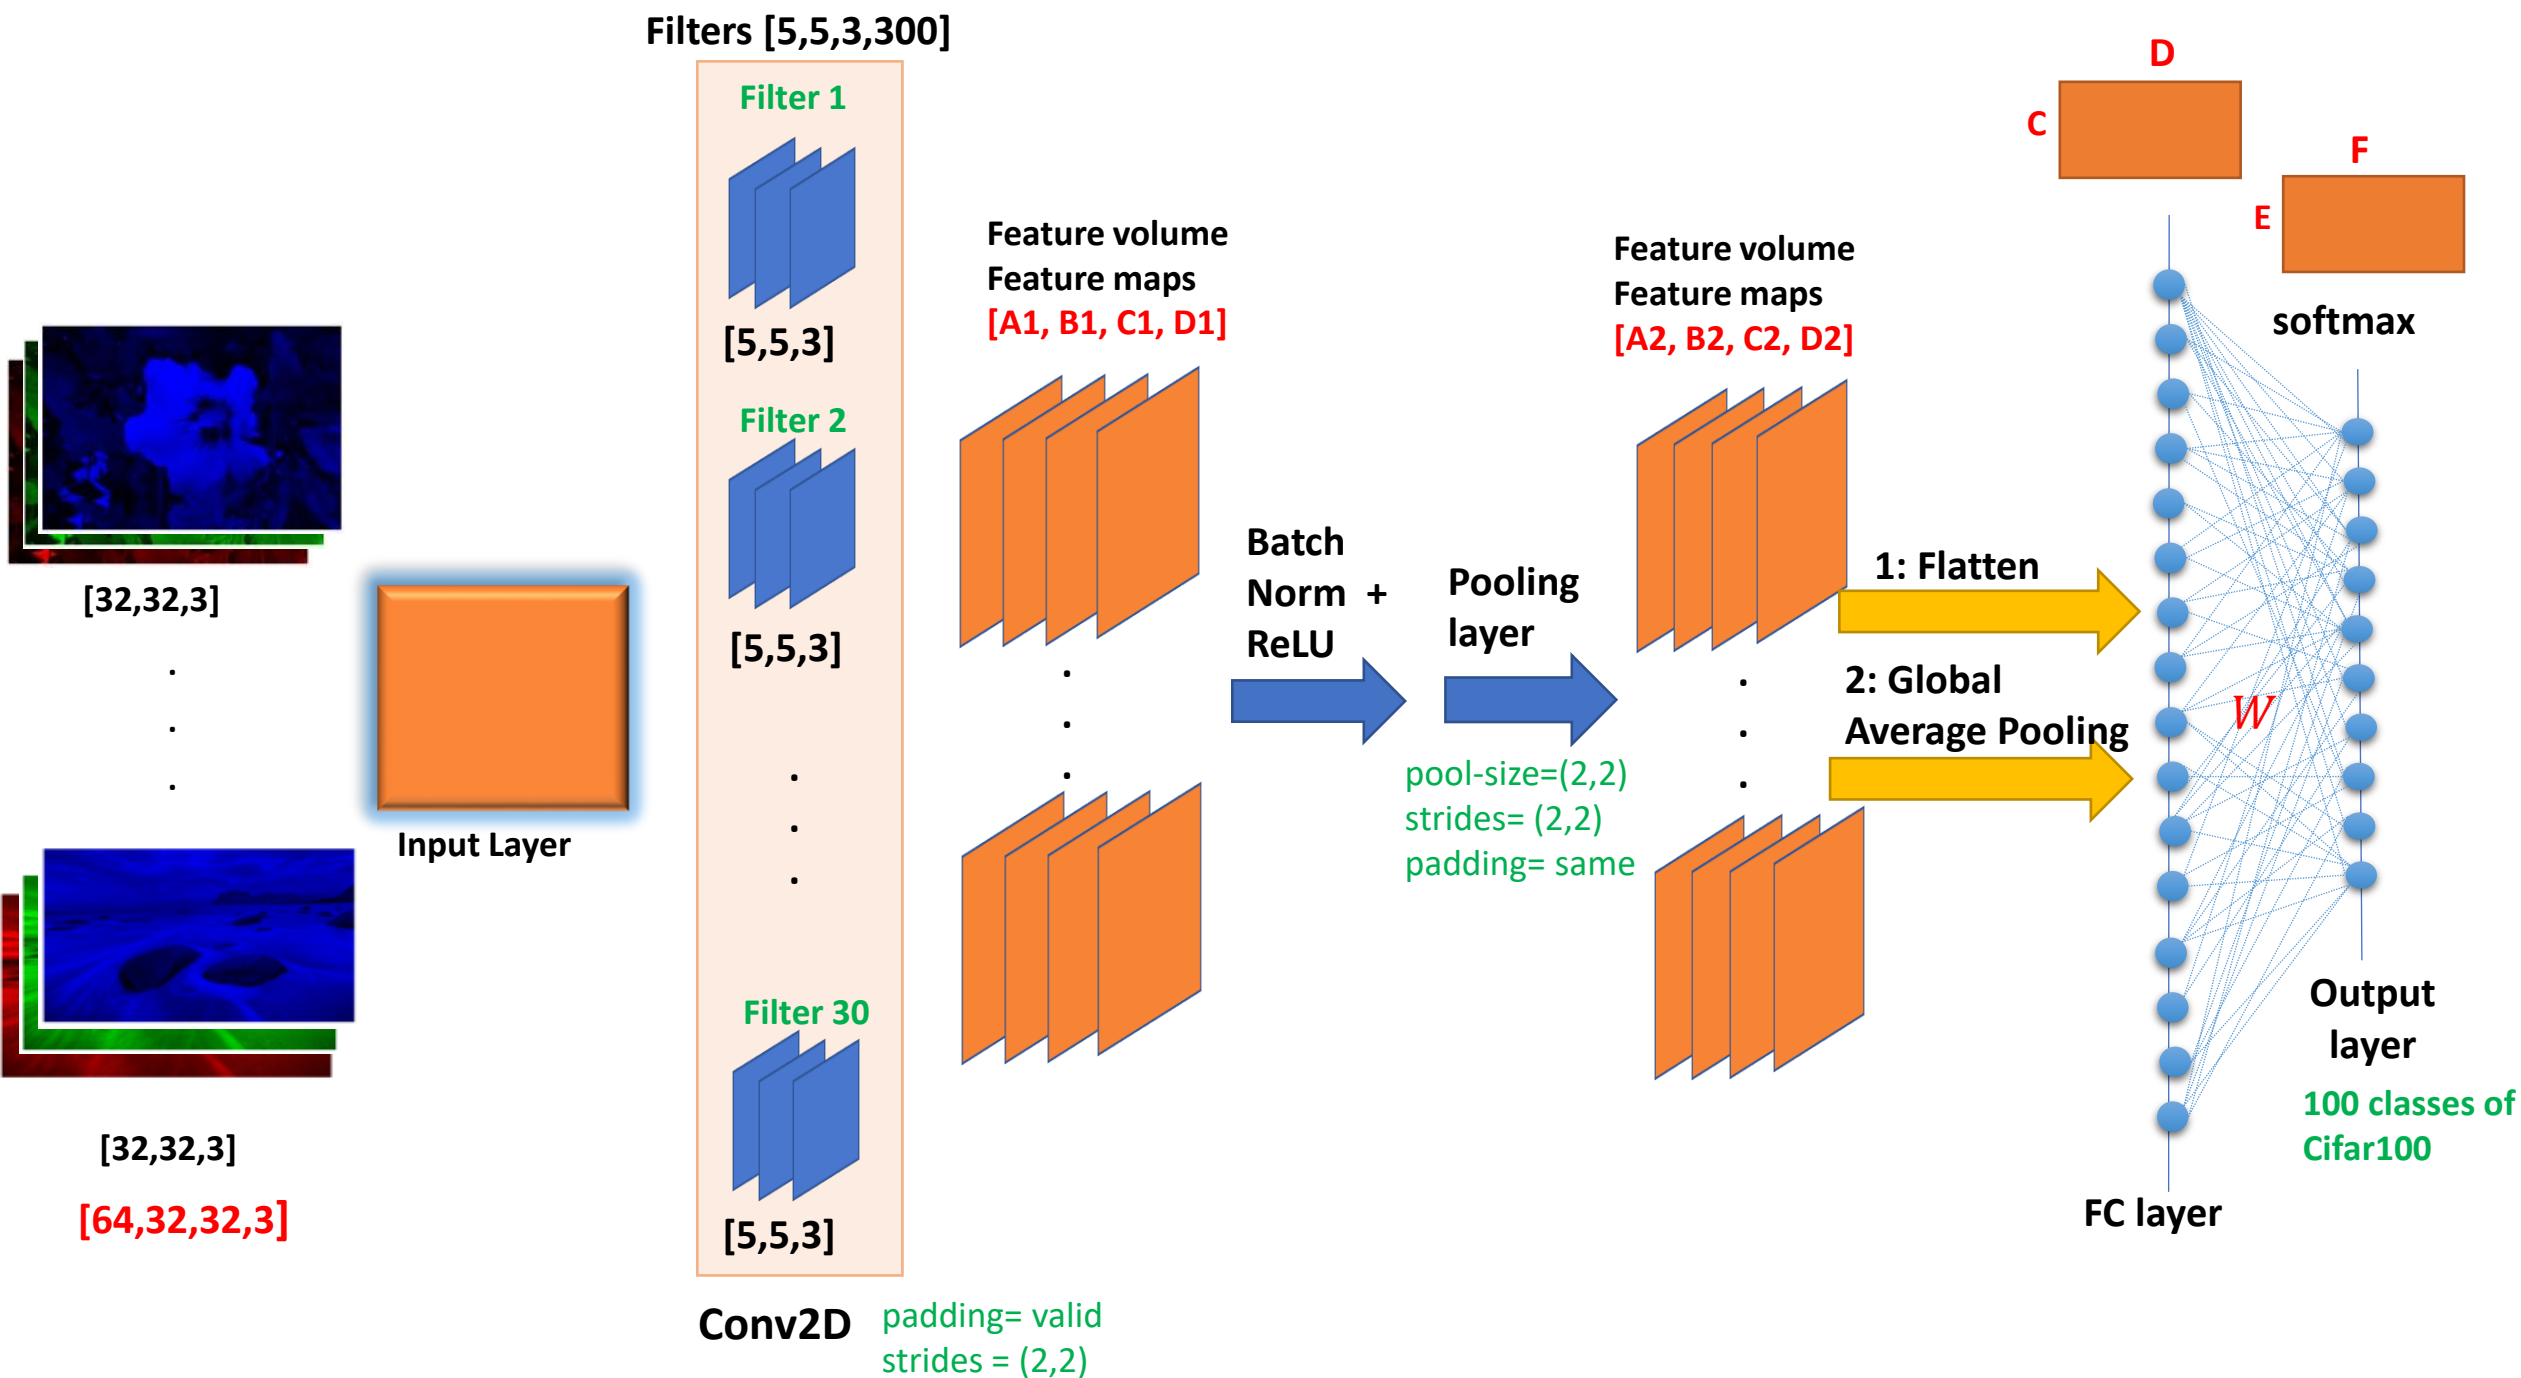 Filters [5,5,3,300]
Filter 1
[5,5,3]
Filter 2
[5,5,3]
.
.
.
Filter 30
[5,5,3]
Conv2D
padding= valid
strides = (2,2)
[32,32,3]
.
.
.
[32,32,3]
[64,32,32,3]
Input Layer
Feature volume
Feature maps
[A1, B1, C1, D1]
.
.
.
Batch
Norm +
ReLU
Pooling
layer
pool-size=(2,2)
strides= (2,2)
padding= same
Feature volume
Feature maps
[A2, B2, C2, D2]
.
.
.
1: Flatten
2: Global
Average Pooling
D
C
F
E
softmax
W
FC layer
Output
layer
100 classes of
Cifar100